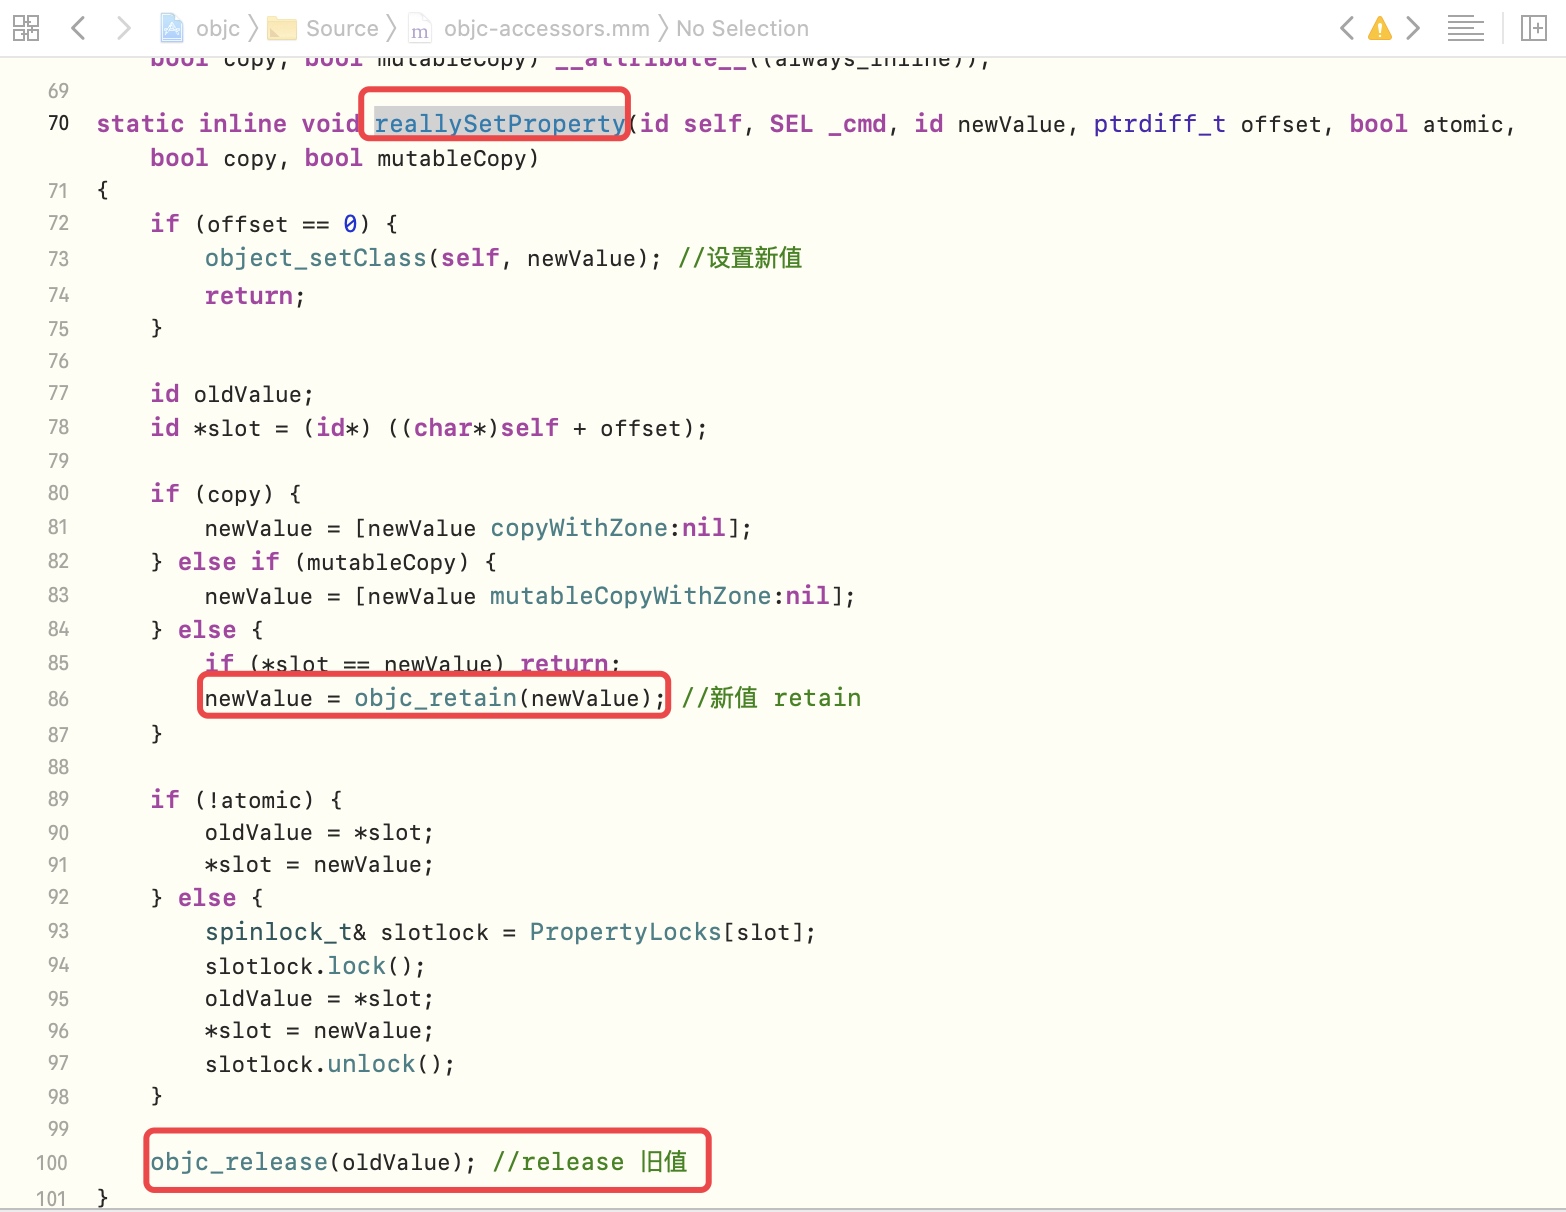 objc Source m objc-accessors.mm No Selection
bool copy, bool mutableCopy) __attribute__((always_inline));
69
70 static inline void reallySetProperty(id self, SEL _cmd, id newValue, ptrdiff_t offset, bool atomic,
bool copy, bool mutableCopy)
71 {
72 if (offset == 0) {
73 object_setClass(self, newValue); //设置新值
74 return;
75 }
76
77 id oldValue;
78 id *slot = (id*) ((char*)self + offset);
79
80 if (copy) {
81 newValue = [newValue copyWithZone:nil];
82 } else if (mutableCopy) {
83 newValue = [newValue mutableCopyWithZone:nil];
84 } else {
85 if (*slot == newValue) return;
86 newValue = objc_retain(newValue); //新值 retain
87 }
88
89 if (!atomic) {
90 oldValue = *slot;
91 *slot = newValue;
92 } else {
93 spinlock_t& slotlock = PropertyLocks[slot];
94 slotlock.lock();
95 oldValue = *slot;
96 *slot = newValue;
97 slotlock.unlock();
98 }
99
100 objc_release(oldValue); //release 旧值
101 }